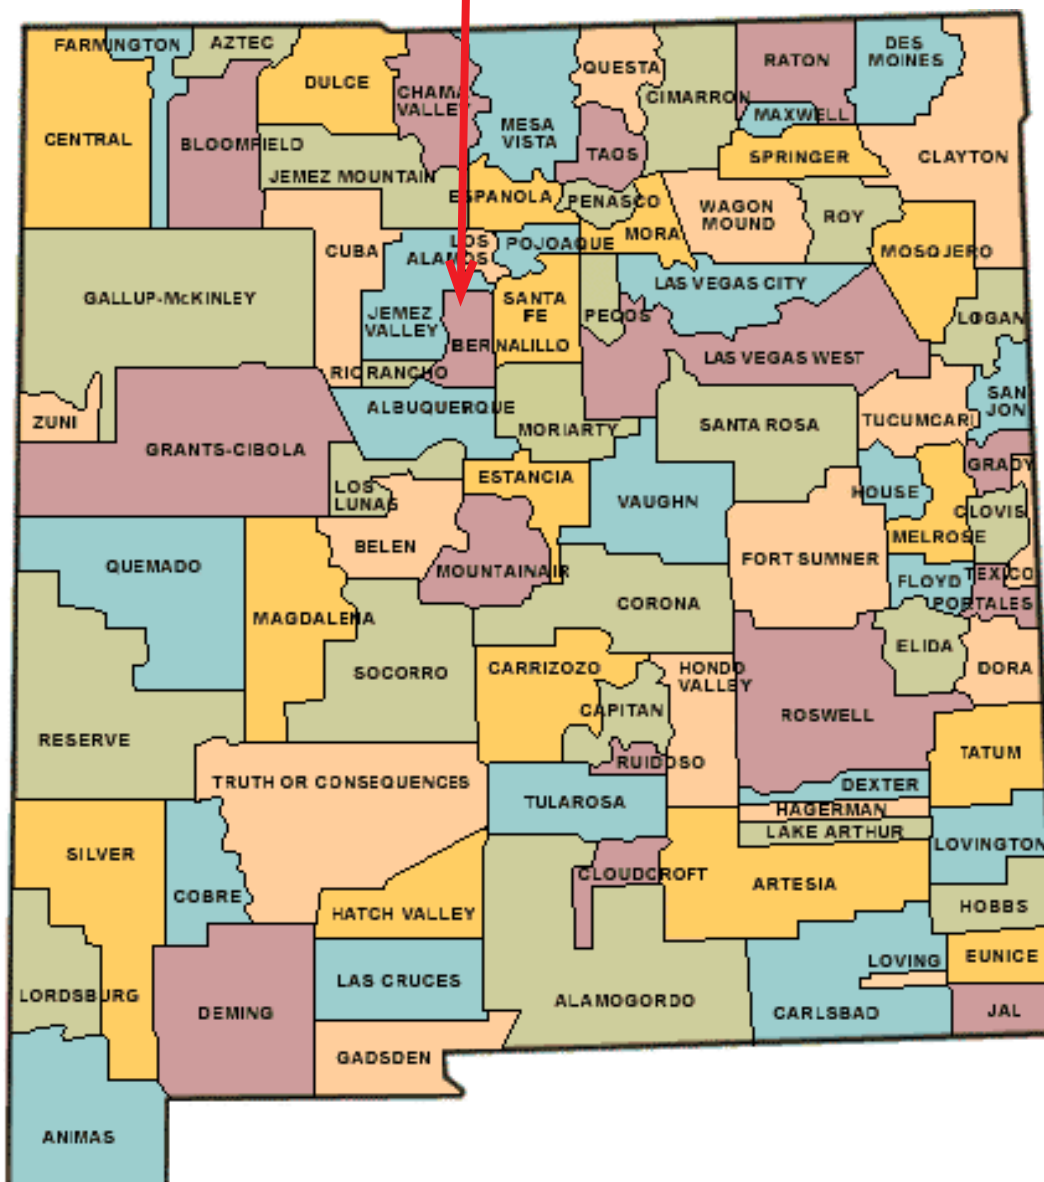 FARMINGTON
AZTEC
DULCE
CHAMA
VALLEY
MESA
VISTA
QUESTA
CIMARRON
RATON
DES
MOINES
MAXWELL
CENTRAL
BLOOMFIELD
JEMEZ MOUNTAIN
TAOS
SPRINGER
CLAYTON
ESPANOLA
PENASCO
WAGON
MOUND
ROY
CUBA
LOS
ALAMOS
POJOAQUE
MORA
MOSQJERO
GALLUP-McKINLEY
JEMEZ
VALLEY
SANTA
FE
PECOS
LAS VEGAS CITY
LOGAN
BERNALILLO
LAS VEGAS WEST
RIO RANCHO
ZUNI
ALBUQUERQUE
SAN
JON
GRANTS-CIBOLA
MORIARTY
SANTA ROSA
TUCUMCARI
LOS
LUNAS
ESTANCIA
VAUGHN
HOUSE
GRADY
CLOVIS
BELEN
MELROSE
QUEMADO
MOUNTAINAIR
FORT SUMNER
FLOYD
TEXICO
PORTALES
MAGDALENA
CORONA
ELIDA
SOCORRO
CARRIZOZO
HONDO
VALLEY
DORA
CAPITAN
ROSWELL
RESERVE
RUIDOSO
TATUM
TRUTH OR CONSEQUENCES
TULAROSA
DEXTER
HAGERMAN
LAKE ARTHUR
SILVER
LOVINGTON
COBRE
CLOUDCROFT
ARTESIA
HATCH VALLEY
HOBBS
LORDSBURG
LAS CRUCES
LOVING
EUNICE
DEMING
ALAMOGORDO
CARLSBAD
JAL
GADSDEN
ANIMAS